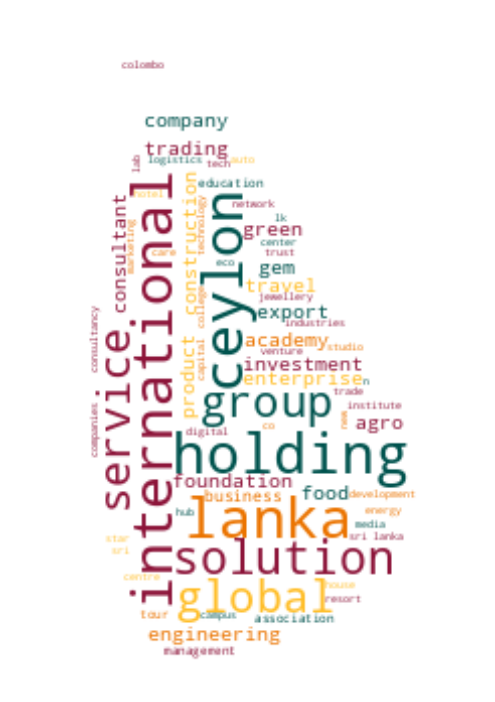 colombo
company
trading
lab
logistics
tech
auto
education
hotel
network
lk
green
center
trust
gem
travel
jewellery
export
industries
academy
studio
venture
investment
enterprise
n
trade
institute
agro
new
group
co
digital
holding
foundation
business
food
development
energy
media
sri lanka
hub
lanka
solution
global
house
resort
campus
association
tour
engineering
management
centre
star
sri
international
ceylon
service
consultant
consultancy
companies
marketing
care
construction
technology
eco
college
capital
product